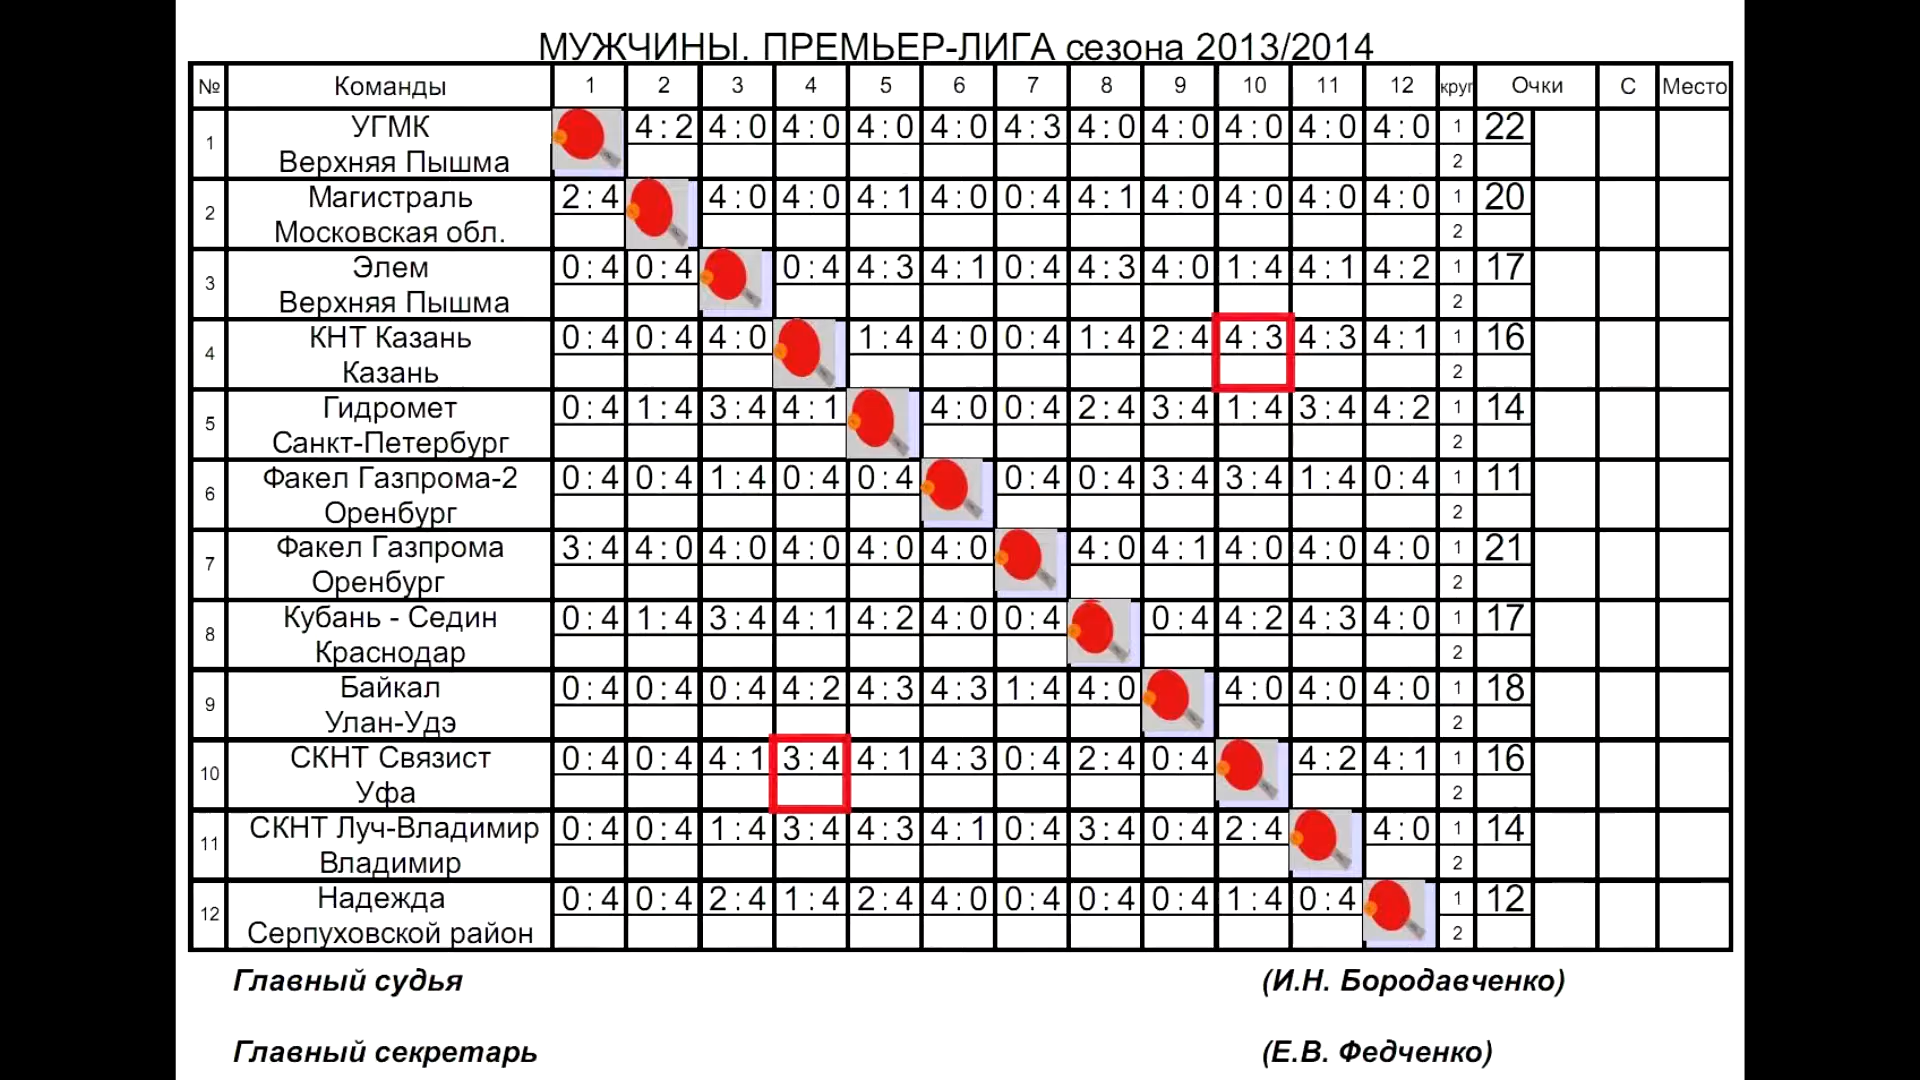 МУЖЧИНЫ. ПРЕМЬЕР-ЛИГА сезона 2013/2014
№ Команды 1 2 3 4 5 6 7 8 9 10 11 12 круг Очки С Место
1 УГМК 4:2 4:0 4:0 4:0 4:0 4:3 4:0 4:0 4:0 4:0 4:0 1 22
Верхняя Пышма 2
2 Магистраль 2:4 4:0 4:0 4:1 4:0 0:4 4:1 4:0 4:0 4:0 4:0 1 20
Московская обл. 2
3 Элем 0:4 0:4 0:4 4:3 4:1 0:4 4:3 4:0 1:4 4:1 4:2 1 17
Верхняя Пышма 2
4 КНТ Казань 0:4 0:4 4:0 1:4 4:0 0:4 1:4 2:4 4:3 4:3 4:1 1 16
Казань 2
5 Гидромет 0:4 1:4 3:4 4:1 4:0 0:4 2:4 3:4 1:4 3:4 4:2 1 14
Санкт-Петербург 2
6 Факел Газпрома-2 0:4 0:4 1:4 0:4 0:4 0:4 0:4 3:4 3:4 1:4 0:4 1 11
Оренбург 2
7 Факел Газпрома 3:4 4:0 4:0 4:0 4:0 4:0 4:0 4:1 4:0 4:0 4:0 1 21
Оренбург 2
8 Кубань - Седин 0:4 1:4 3:4 4:1 4:2 4:0 0:4 0:4 4:2 4:3 4:0 1 17
Краснодар 2
9 Байкал 0:4 0:4 0:4 4:2 4:3 4:3 1:4 4:0 4:0 4:0 4:0 1 18
Улан-Удэ 2
10 СКНТ Связист 0:4 0:4 4:1 3:4 4:1 4:3 0:4 2:4 0:4 4:2 4:1 1 16
Уфа 2
11 СКНТ Луч-Владимир 0:4 0:4 1:4 3:4 4:3 4:1 0:4 3:4 0:4 2:4 4:0 1 14
Владимир 2
12 Надежда 0:4 0:4 2:4 1:4 2:4 4:0 0:4 0:4 0:4 1:4 0:4 1 12
Серпуховской район 2
Главный судья (И.Н. Бородавченко)
Главный секретарь (Е.В. Федченко)